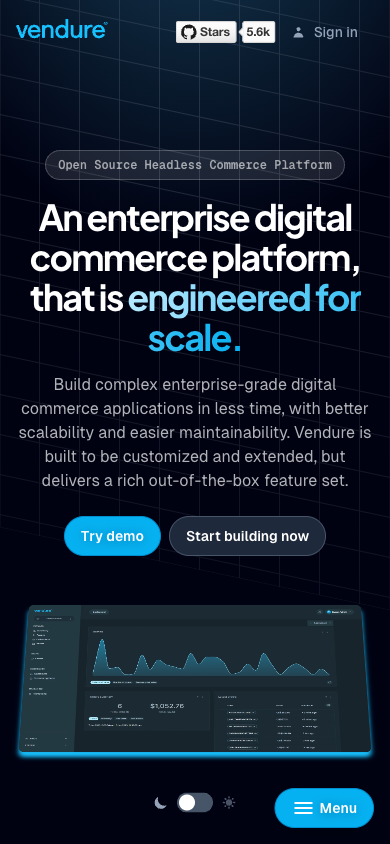 vendure
Stars 5.6k
Sign in
Open Source Headless Commerce Platform
An enterprise digital
commerce platform,
that is engineered for
scale.
Build complex enterprise-grade digital
commerce applications in less time, with better
scalability and easier maintainability. Vendure is
built to be customized and extended, but
delivers a rich out-of-the-box feature set.
Try demo
Start building now
6
$1,052.76
Menu